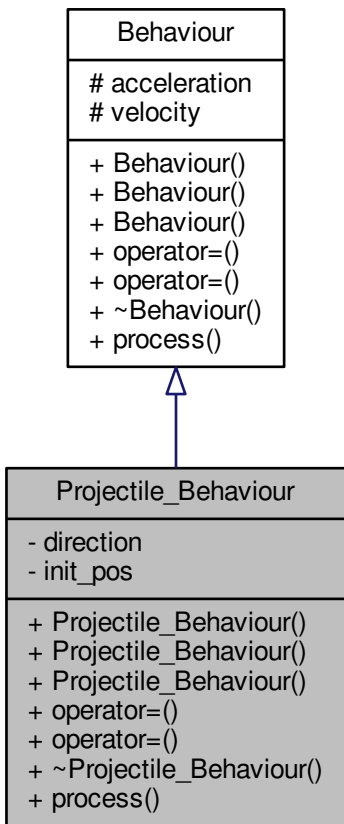 Behaviour
# acceleration
# velocity
+ Behaviour()
+ Behaviour()
+ Behaviour()
+ operator=()
+ operator=()
+ ~Behaviour()
+ process()
Projectile_Behaviour
- direction
- init_pos
+ Projectile_Behaviour()
+ Projectile_Behaviour()
+ Projectile_Behaviour()
+ operator=()
+ operator=()
+ ~Projectile_Behaviour()
+ process()